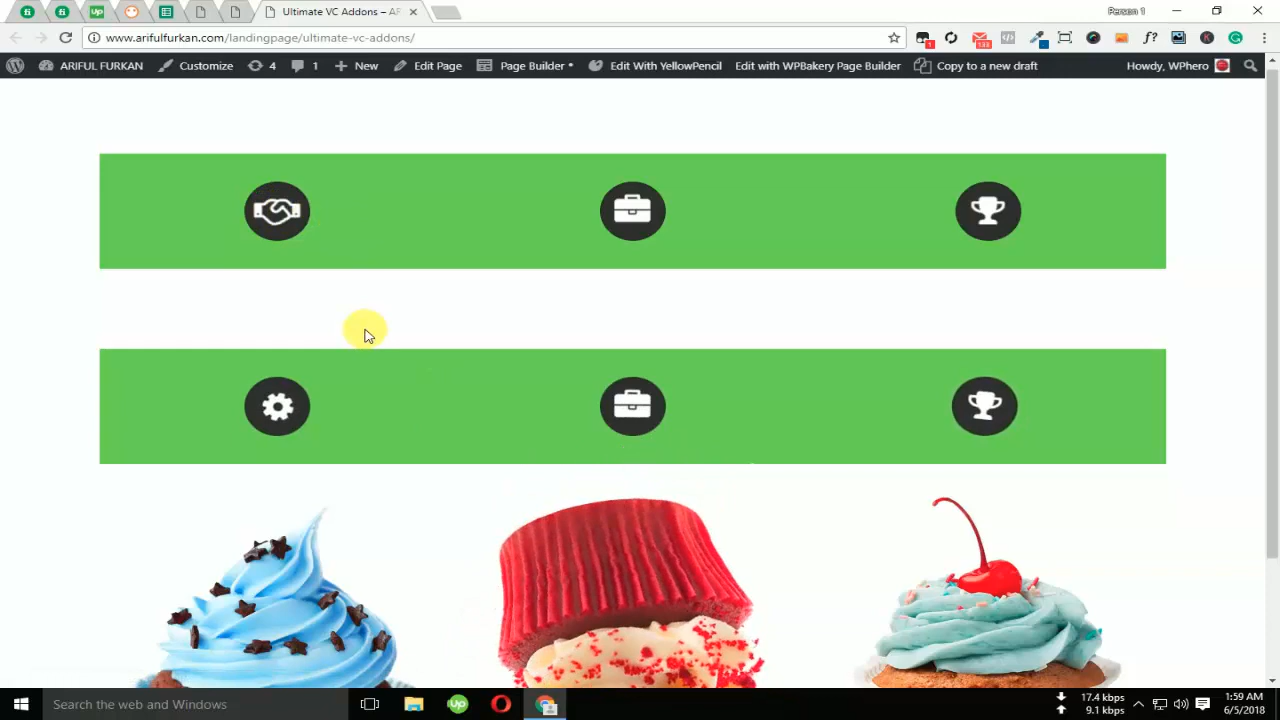 Ultimate VC Addons – AR
Person 1
www.arifulfurkan.com/landingpage/ultimate-vc-addons/
1
133
f?
ARIFUL FURKAN
Customize
4
1
New
Edit Page
Page Builder
Edit With YellowPencil
Edit with WPBakery Page Builder
Copy to a new draft
Howdy, WPhero
Search the web and Windows
17.4 kbps
9.1 kbps
1:59 AM
6/5/2018